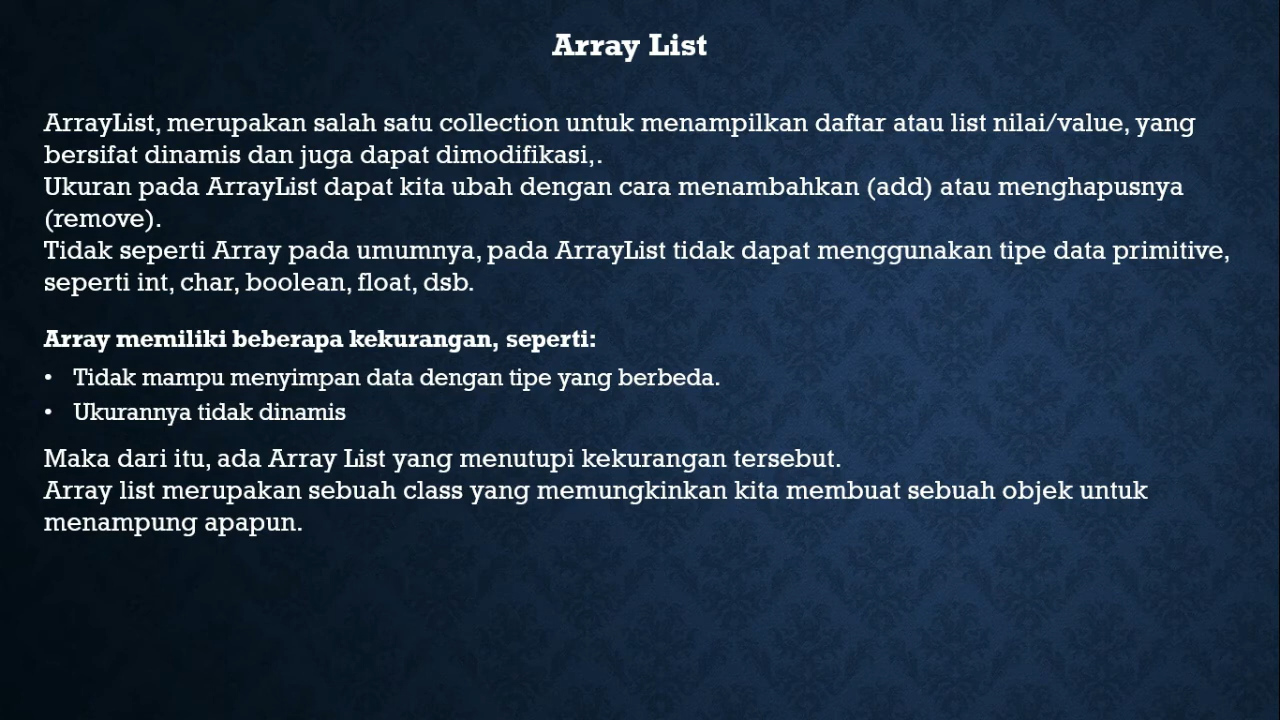 Array List
ArrayList, merupakan salah satu collection untuk menampilkan daftar atau list nilai/value, yang
bersifat dinamis dan juga dapat dimodifikasi,.
Ukuran pada ArrayList dapat kita ubah dengan cara menambahkan (add) atau menghapusnya
(remove).
Tidak seperti Array pada umumnya, pada ArrayList tidak dapat menggunakan tipe data primitive,
seperti int, char, boolean, float, dsb.
Array memiliki beberapa kekurangan, seperti:
• Tidak mampu menyimpan data dengan tipe yang berbeda.
• Ukurannya tidak dinamis
Maka dari itu, ada Array List yang menutupi kekurangan tersebut.
Array list merupakan sebuah class yang memungkinkan kita membuat sebuah objek untuk
menampung apapun.